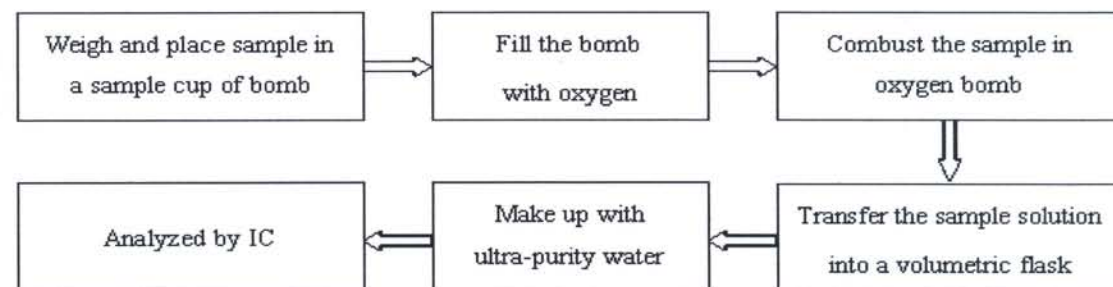 Weigh and place sample in
a sample cup of bomb
Fill the bomb
with oxygen
Combust the sample in
oxygen bomb
Transfer the sample solution
into a volumetric flask
Make up with
ultra-purity water
Analyzed by IC